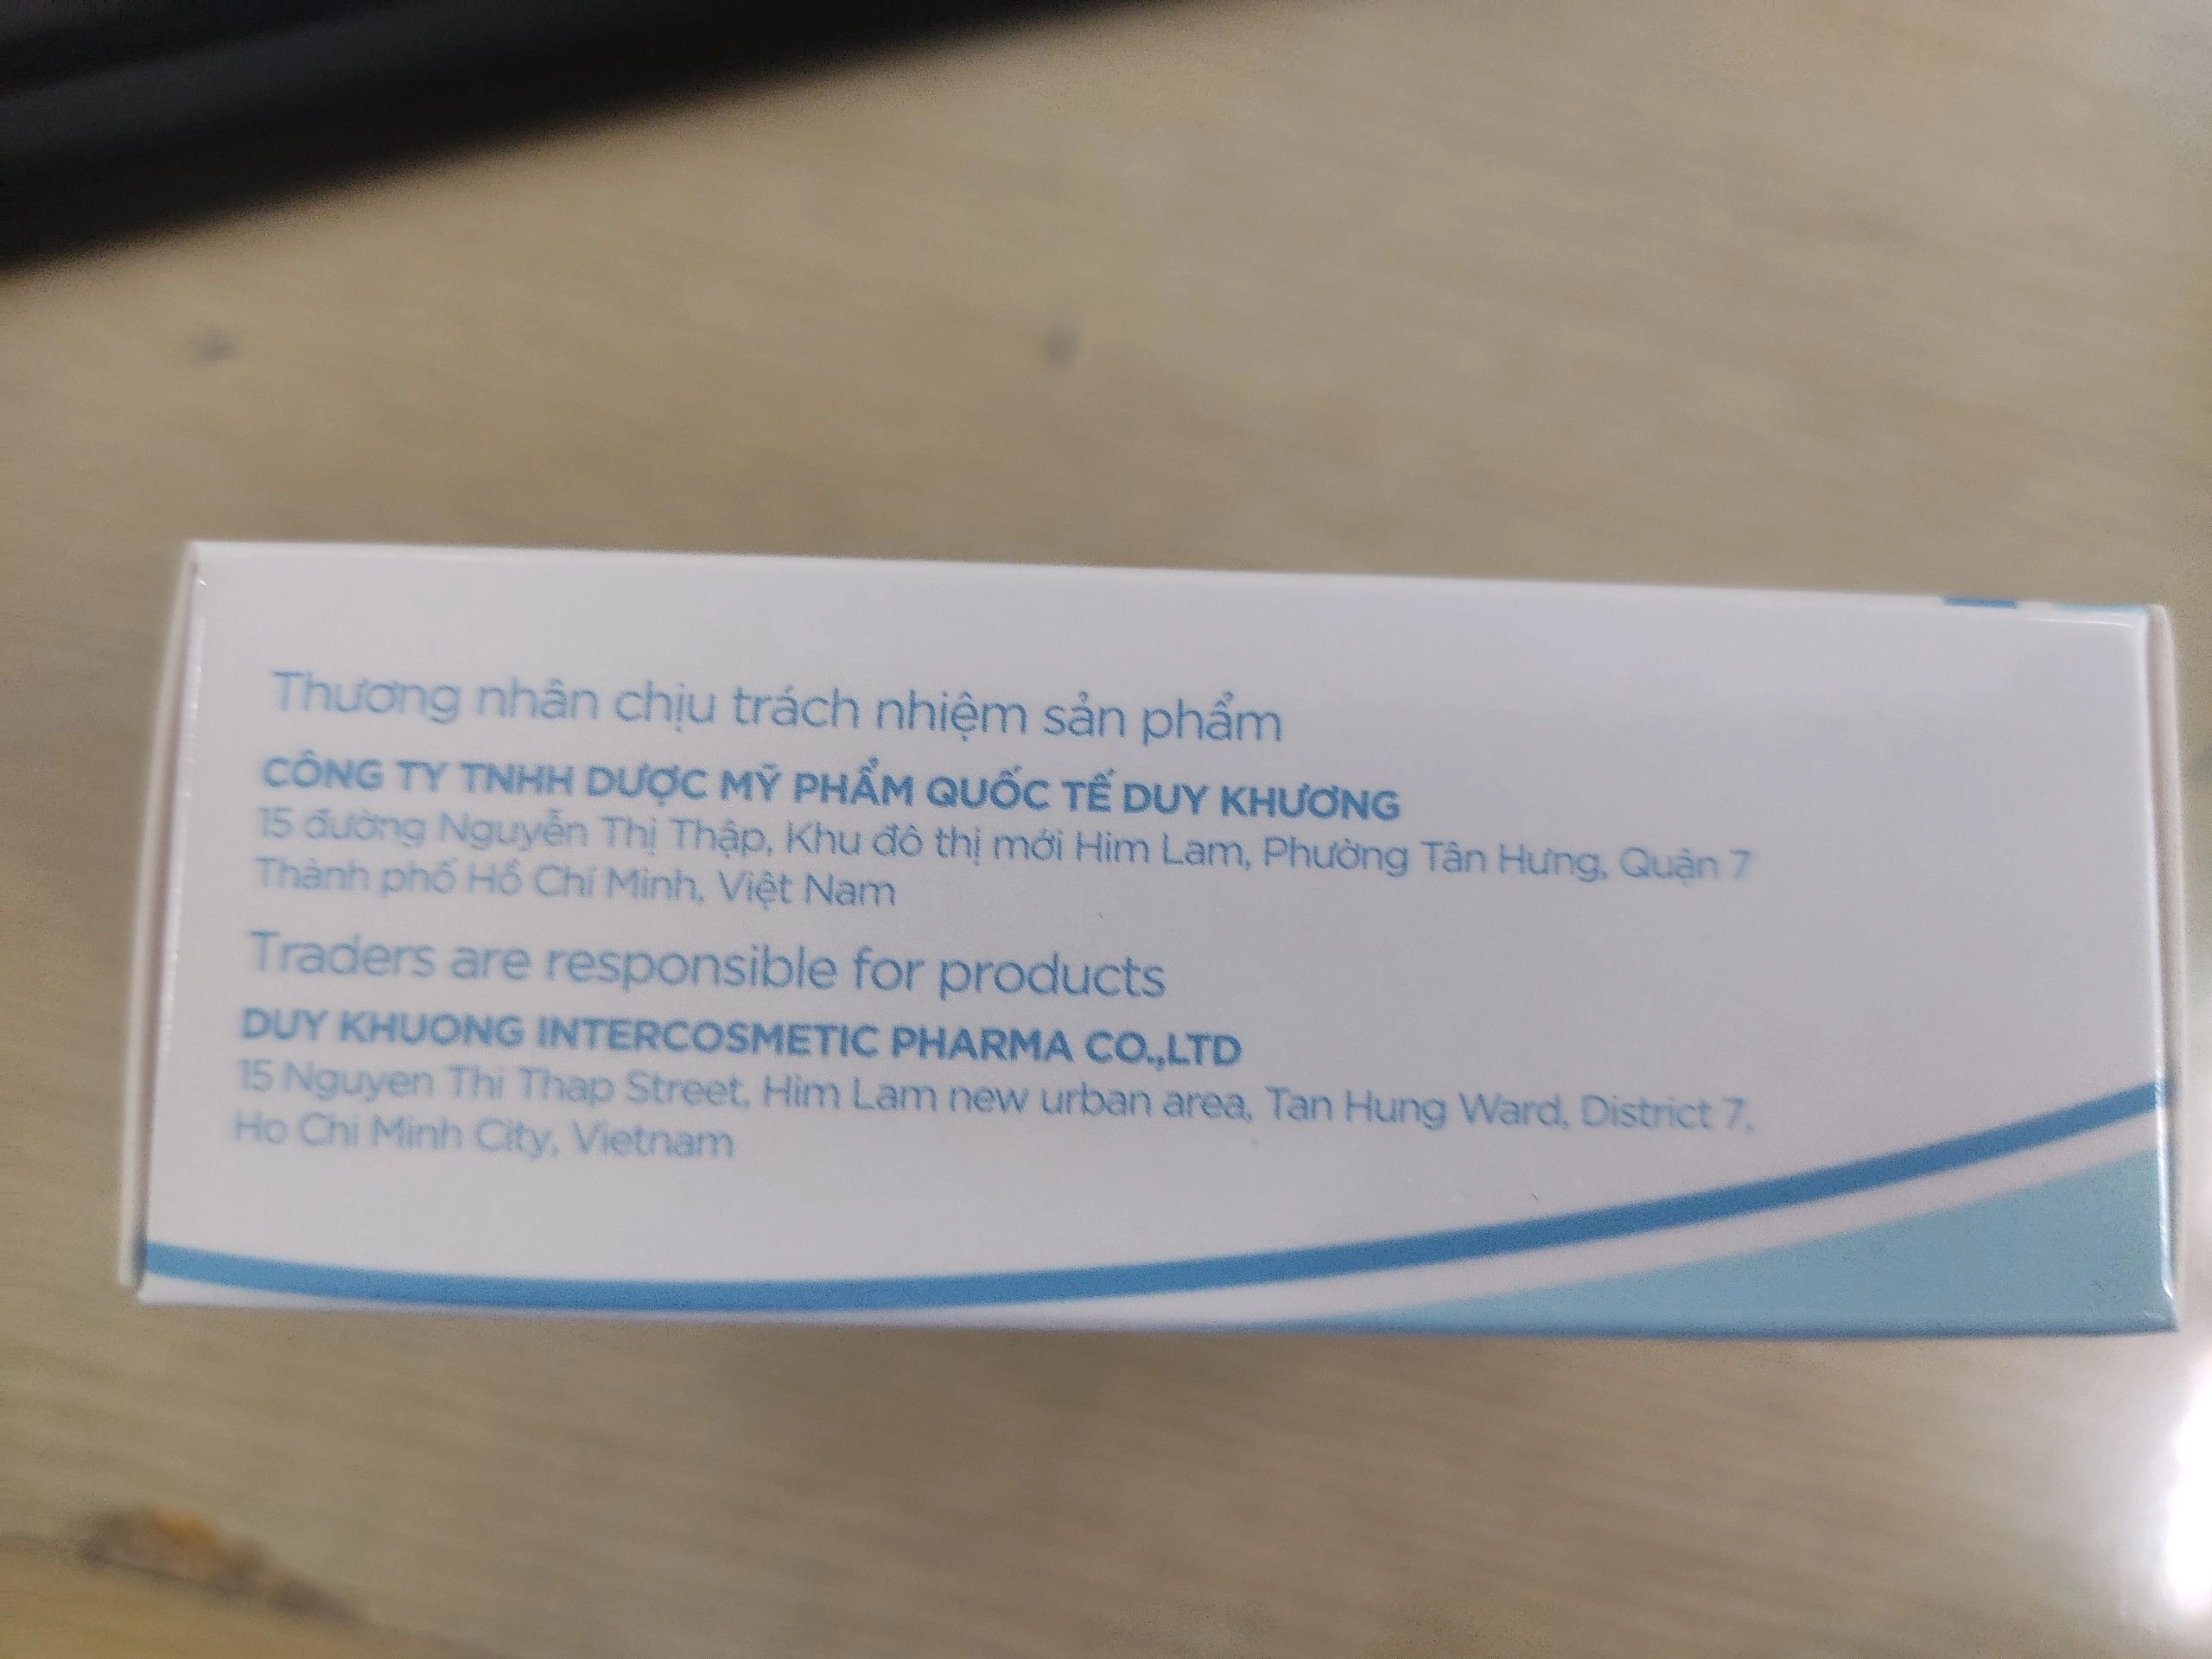 Thương nhân chịu trách nhiệm sản phẩm
CÔNG TY TNHH DƯỢC MỸ PHẨM QUỐC TẾ DUY KHƯƠNG
15 đường Nguyễn Thị Thập, Khu đô thị mới Him Lam, Phường Tân Hưng, Quận 7
Thành phố Hồ Chí Minh, Việt Nam
Traders are responsible for products
DUY KHUONG INTERCOSMETIC PHARMA CO.,LTD
15 Nguyen Thi Thap Street, Him Lam new urban area, Tan Hung Ward, District 7,
Ho Chi Minh City, Vietnam